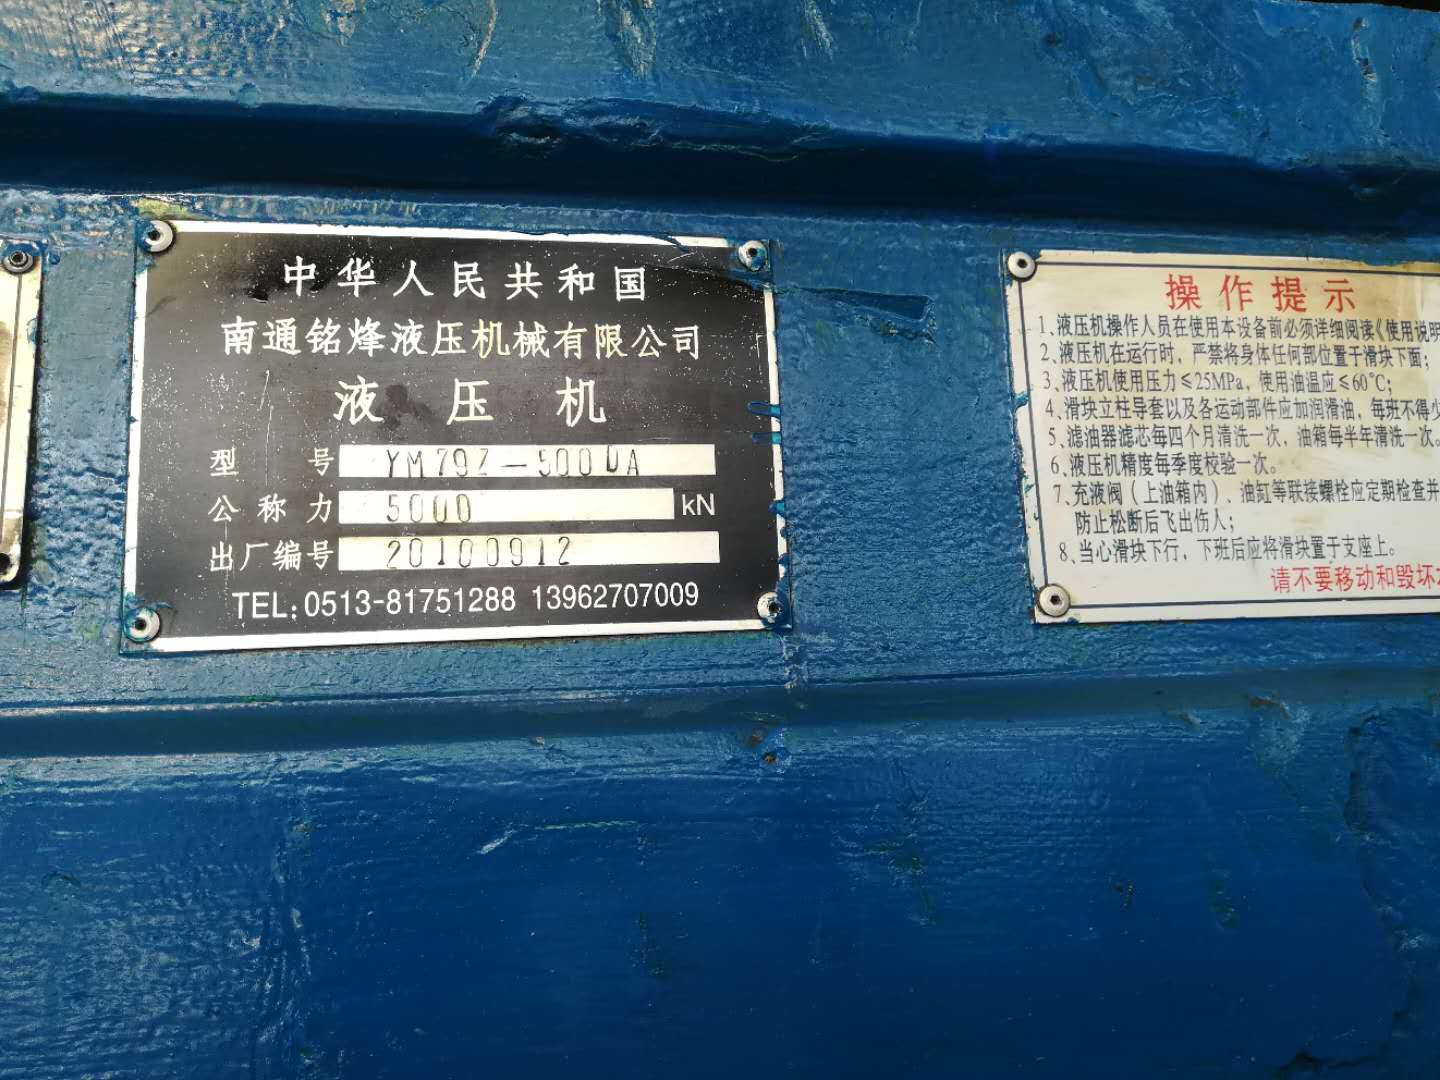 中华人民共和国
南通铭烽液压机械有限公司
液压机
型号 YM79Z-500DA
公称力 5000 kN
出厂编号 20100912
TEL:0513-81751288 13962707009
操作提示
1、液压机操作人员在使用本设备前必须详细阅读《使用说明
2、液压机在运行时，严禁将身体任何部位置于滑块下面；
3、液压机使用压力≤25MPa，使用油温应≤60°C；
4、滑块立柱导套以及各运动部件应加润滑油，每班不得少
5、滤油器滤芯每四个月清洗一次，油箱每半年清洗一次。
6、液压机精度每季度校验一次。
7、充液阀（上油箱内）、油缸等联接螺栓应定期检查并
防止松断后飞出伤人；
8、当心滑块下行，下班后应将滑块置于支座上。
请不要移动和毁坏